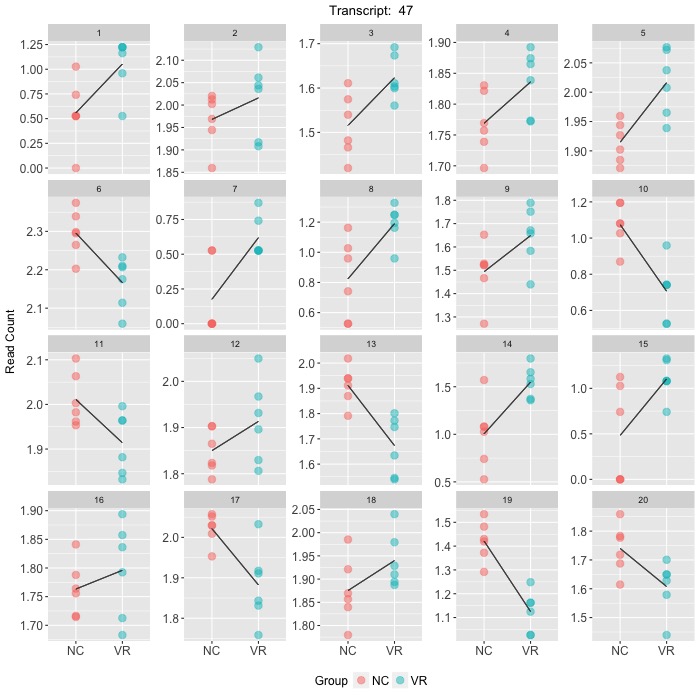 Transcript: 47
Read Count
1 2 3 4 5
1.25 1.00 0.75 0.50 0.25 0.00
2.10 2.05 2.00 1.95 1.90 1.85
1.7 1.6 1.5
1.90 1.85 1.80 1.75 1.70
2.05 2.00 1.95 1.90
6 7 8 9 10
2.3 2.2 2.1
0.75 0.50 0.25 0.00
1.2 1.0 0.8 0.6
1.8 1.7 1.6 1.5 1.4 1.3
1.2 1.0 0.8 0.6
11 12 13 14 15
2.1 2.0 1.9
2.0 1.9 1.8
2.0 1.9 1.8 1.7 1.6
1.5 1.0 0.5
1.0 0.5 0.0
16 17 18 19 20
1.90 1.85 1.80 1.75 1.70
2.0 1.9 1.8
2.05 2.00 1.95 1.90 1.85 1.80
1.5 1.4 1.3 1.2 1.1
1.8 1.7 1.6 1.5
NC VR NC VR NC VR NC VR NC VR
Group NC VR